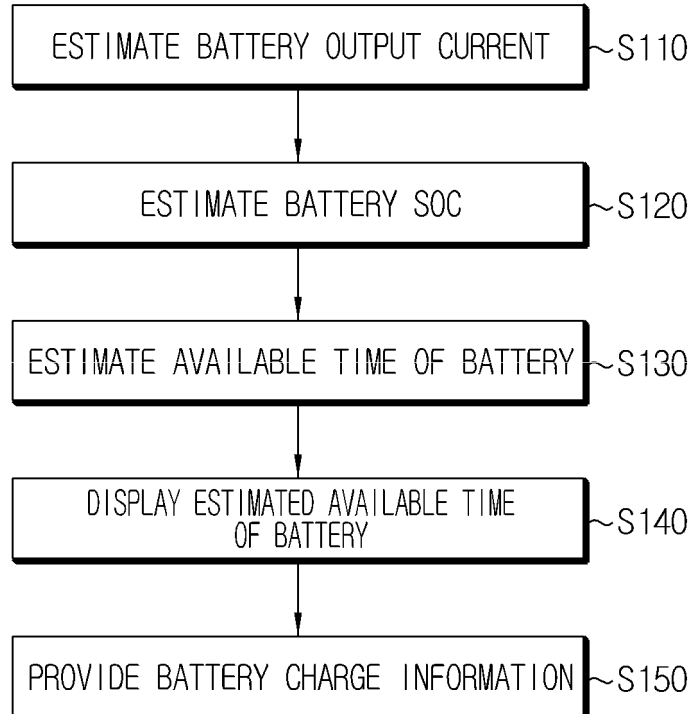 ESTIMATE BATTERY OUTPUT CURRENT ~S110
ESTIMATE BATTERY SOC ~S120
ESTIMATE AVAILABLE TIME OF BATTERY ~S130
DISPLAY ESTIMATED AVAILABLE TIME
OF BATTERY ~S140
PROVIDE BATTERY CHARGE INFORMATION ~S150